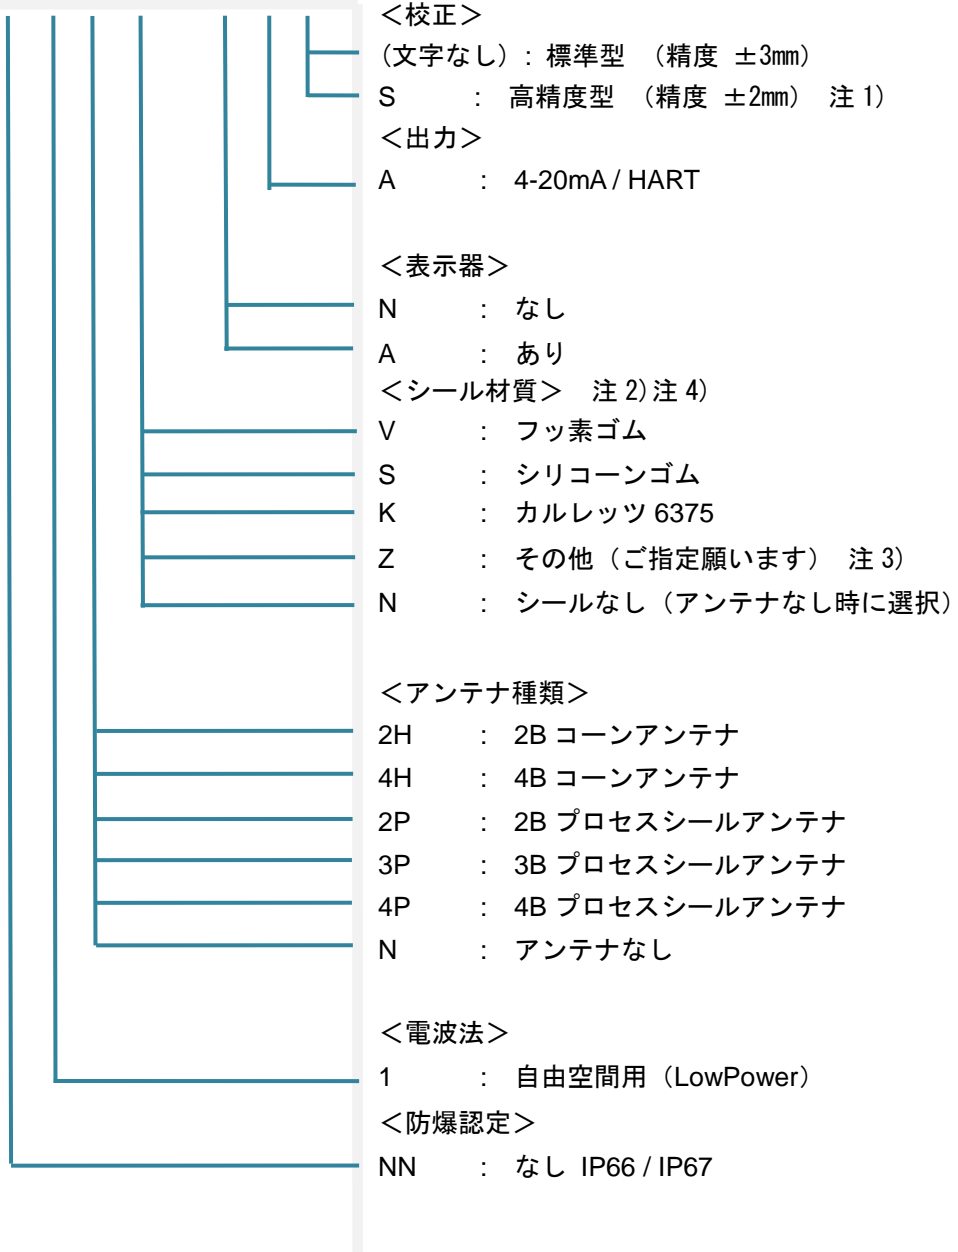 ＜校正＞
(文字なし）: 標準型 （精度 ±3mm）
S : 高精度型 （精度 ±2mm） 注 1）
＜出力＞
A : 4-20mA / HART
＜表示器＞
N : なし
A : あり
＜シール材質＞ 注 2）注 4）
V : フッ素ゴム
S : シリコーンゴム
K : カルレッツ 6375
Z : その他（ご指定願います） 注 3）
N : シールなし（アンテナなし時に選択）
＜アンテナ種類＞
2H : 2B コーンアンテナ
4H : 4B コーンアンテナ
2P : 2B プロセスシールアンテナ
3P : 3B プロセスシールアンテナ
4P : 4B プロセスシールアンテナ
N : アンテナなし
＜電波法＞
1 : 自由空間用（LowPower）
＜防爆認定＞
NN : なし IP66 / IP67